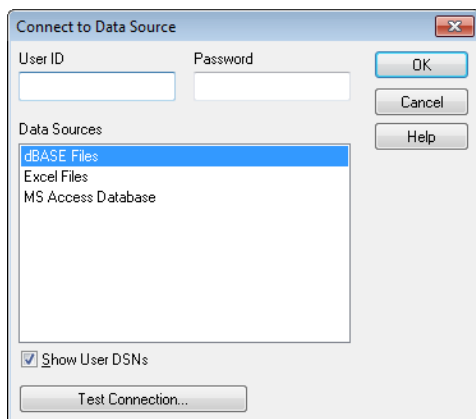 Connect to Data Source
User ID
Password
OK
Cancel
Help
Data Sources
dBASE Files
Excel Files
MS Access Database
Show User DSNs
Test Connection...